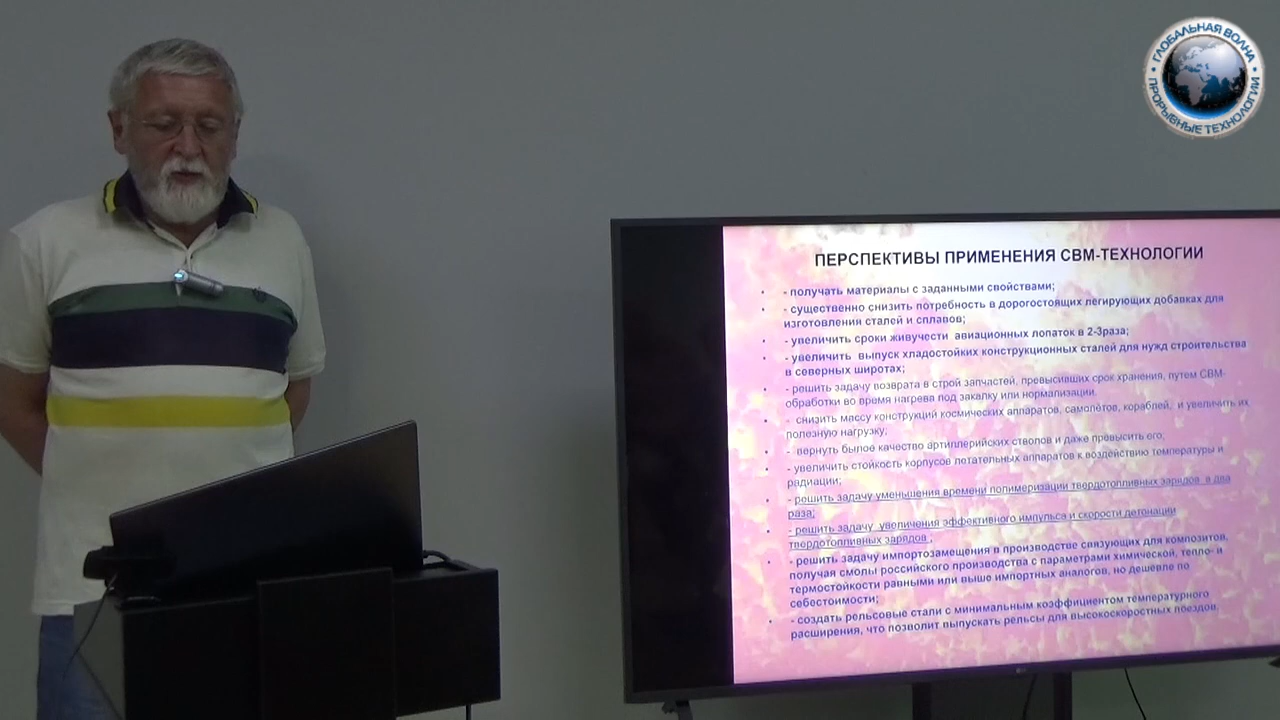 ГЛОБАЛЬНАЯ ВОЛНА
ПРОРЫВНЫЕ ТЕХНОЛОГИИ
ПЕРСПЕКТИВЫ ПРИМЕНЕНИЯ СВМ-ТЕХНОЛОГИИ
• - получать материалы с заданными свойствами;
• - существенно снизить потребность в дорогостоящих легирующих добавках для
изготовления сталей и сплавов;
• - увеличить сроки живучести авиационных лопаток в 2-3раза;
• - увеличить выпуск хладостойких конструкционных сталей для нужд строительства
в северных широтах;
• - решить задачу возврата в строй запчастей, превысивших срок хранения, путем СВМ-
обработки во время нагрева под закалку или нормализации.
• - снизить массу конструкций космических аппаратов, самолётов, кораблей, и увеличить их
полезную нагрузку;
• - вернуть былое качество артиллерийских стволов и даже превысить его,
• - увеличить стойкость корпусов летательных аппаратов к воздействию температуры и
радиации;
• - решить задачу уменьшения времени полимеризации твердотопливных зарядов в два
раза;
• - решить задачу увеличения эффективного импульса и скорости детонации
твердотопливных зарядов ;
• - решить задачу импортозамещения в производстве связующих для композитов,
получая смолы российского производства с параметрами химической, тепло- и
термостойкости равными или выше импортных аналогов, но дешевле по
себестоимости;
• - создать рельсовые стали с минимальным коэффициентом температурного
расширения, что позволит выпускать рельсы для высокоскоростных поездов.
LG